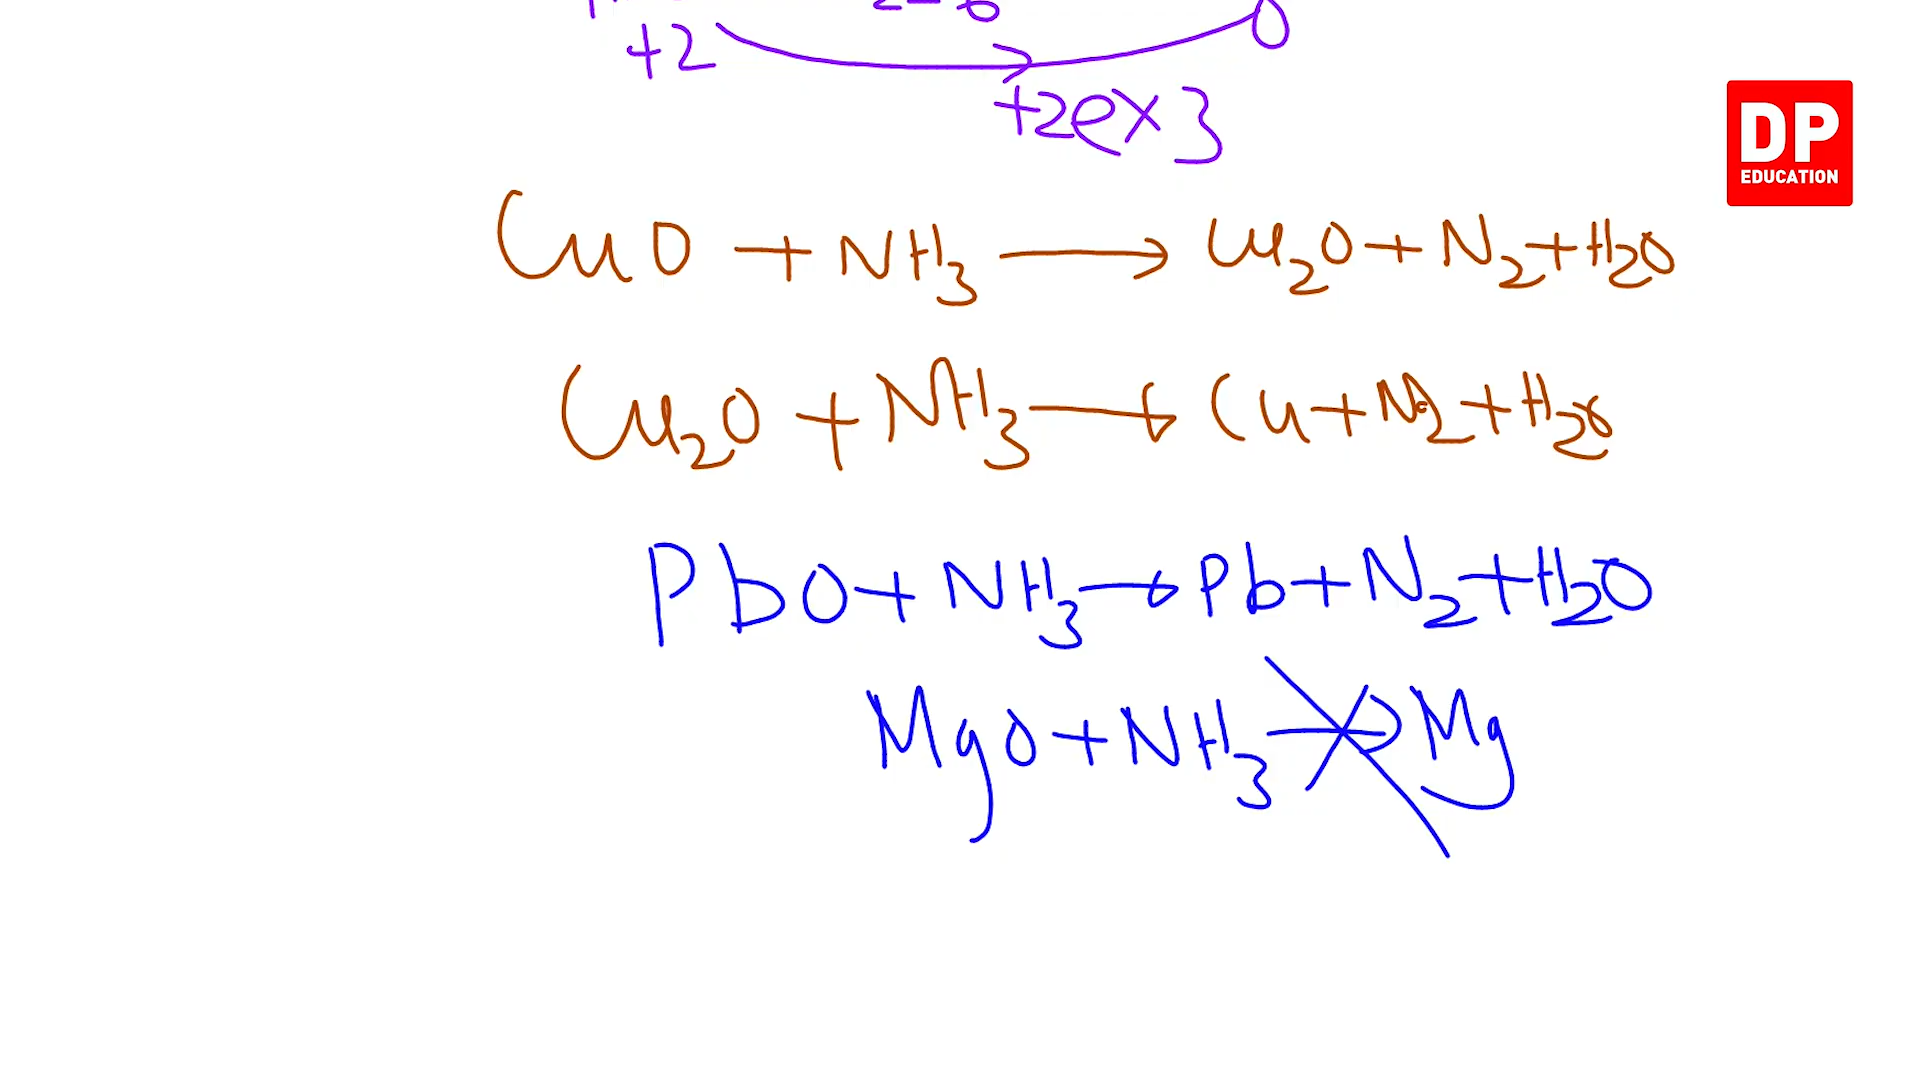 +2 0
+2e×3
DP
EDUCATION
CuO + NH3 → Cu2O + N2 + H2O
Cu2O + NH3 → Cu + N2 + H2O
PbO + NH3 → Pb + N2 + H2O
MgO + NH3 → Mg